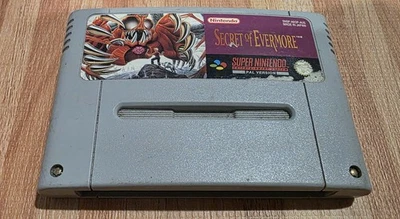 Nintendo
SECRET OF EVERMORE
SUPER NINTENDO
PAL VERSION